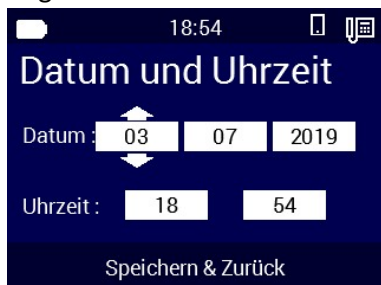 18:54
Datum und Uhrzeit
Datum : 03 07 2019
Uhrzeit : 18 54
Speichern & Zurück